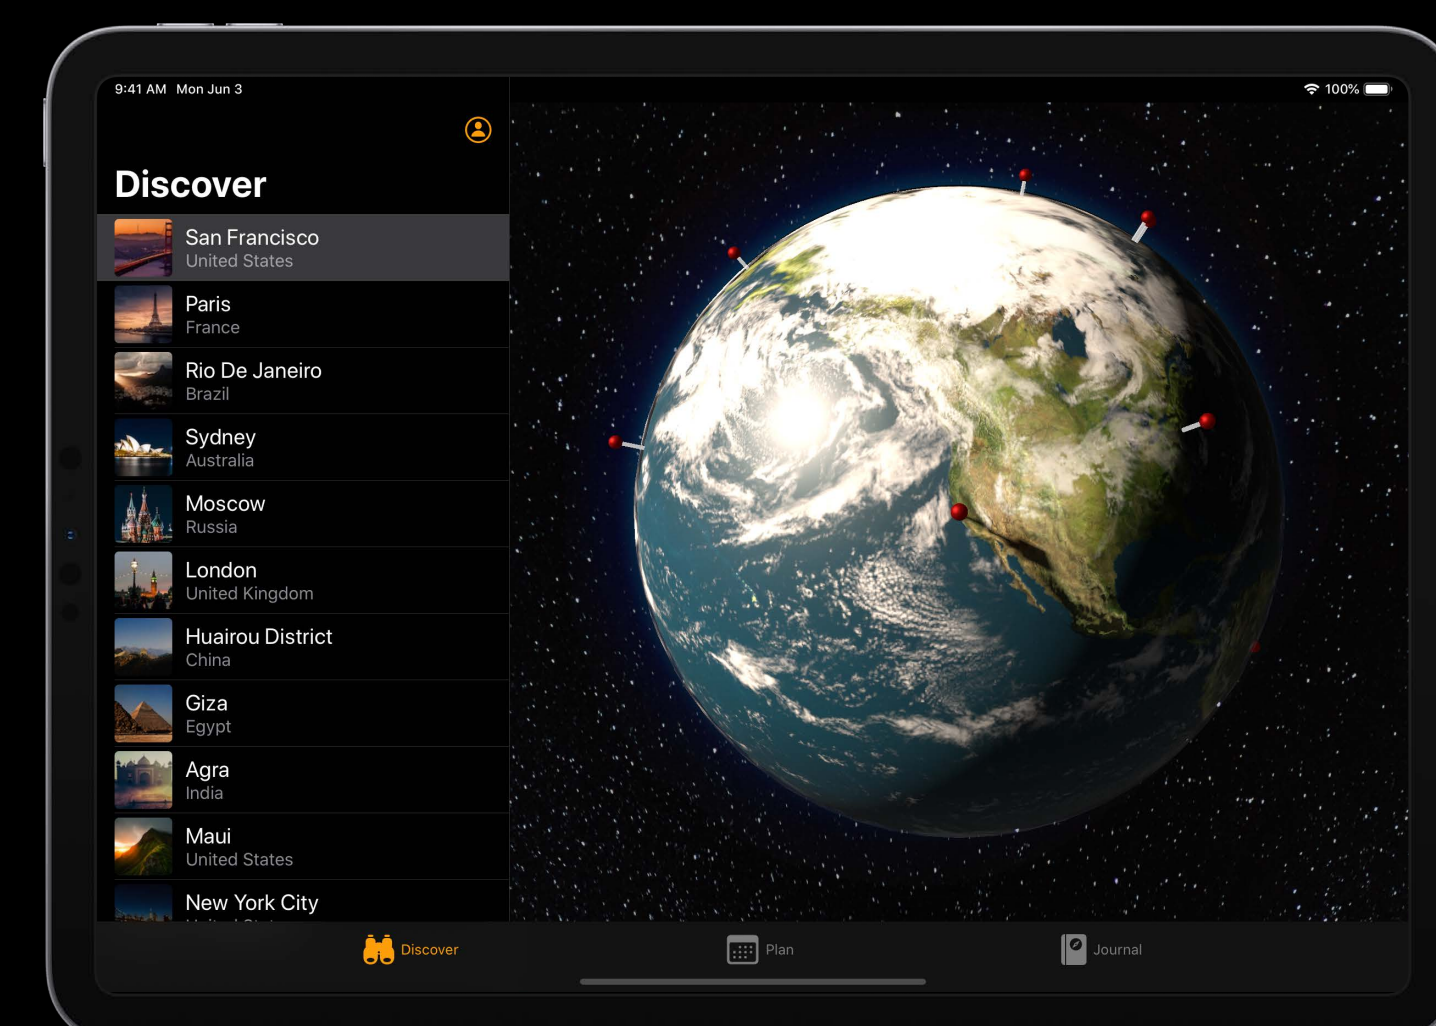 9:41 AM Mon Jun 3
100%
Discover
San Francisco
United States
Paris
France
Rio De Janeiro
Brazil
Sydney
Australia
Moscow
Russia
London
United Kingdom
Huairou District
China
Giza
Egypt
Agra
India
Maui
United States
New York City
Discover
Plan
Journal